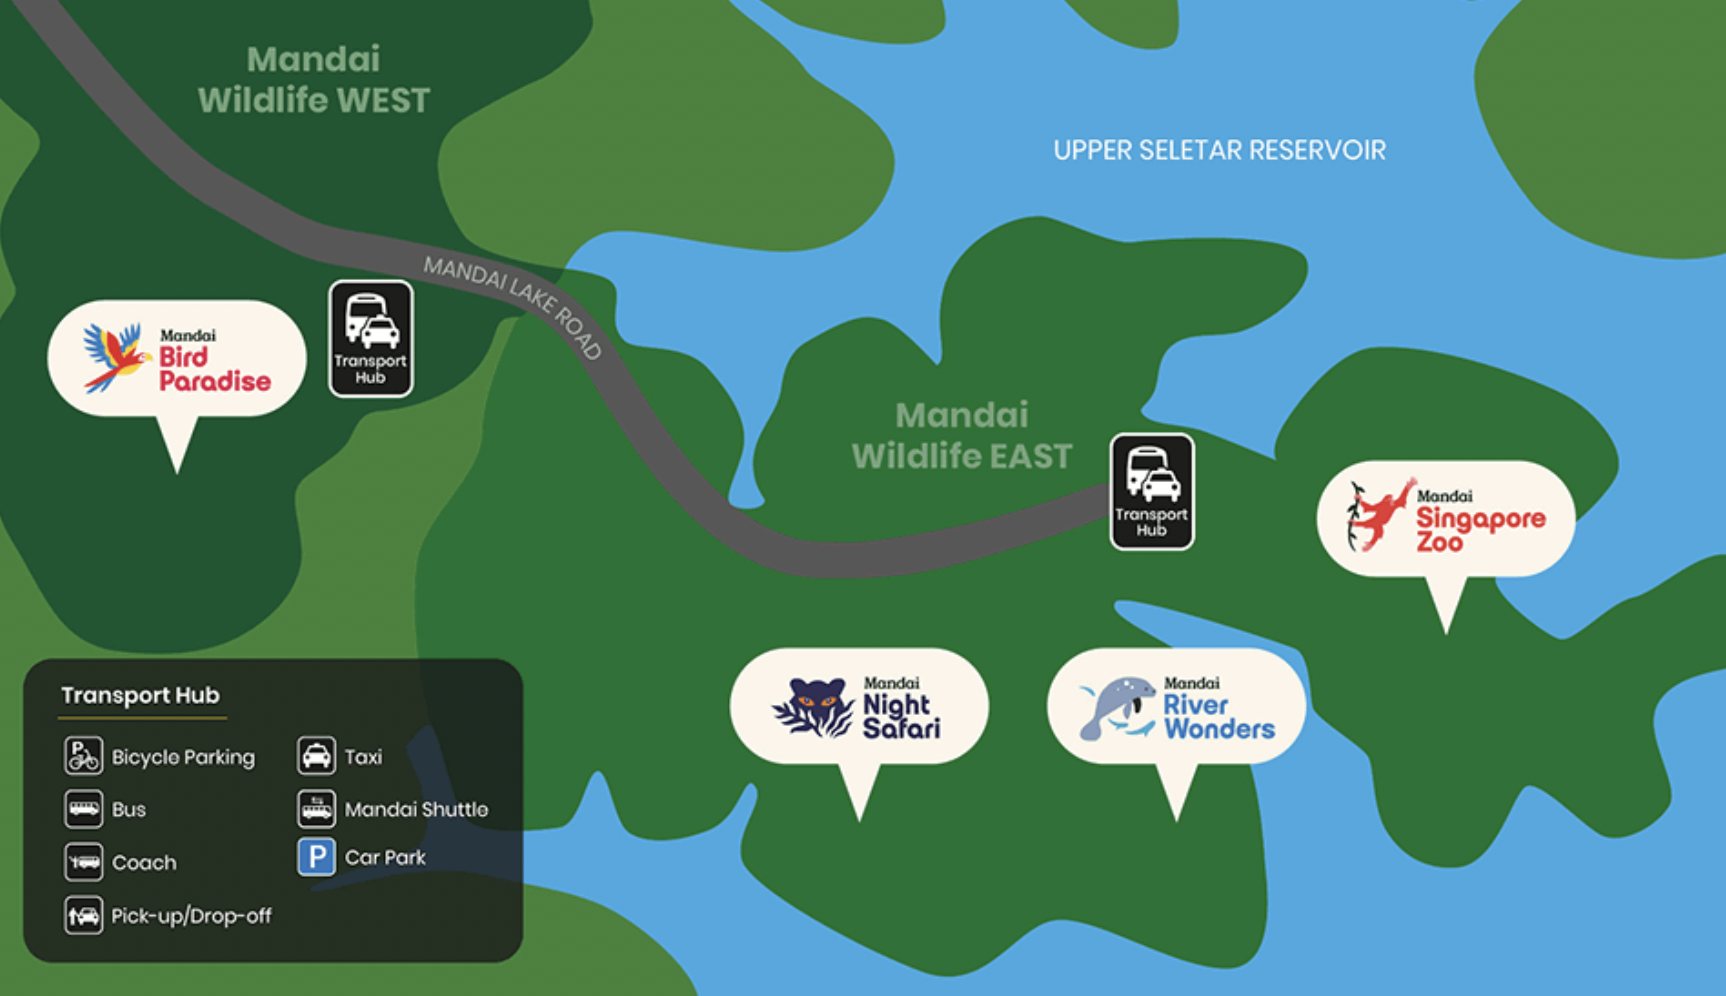 Mandai
Wildlife WEST
UPPER SELETAR RESERVOIR
MANDAI LAKE ROAD
Mandai
Bird
Paradise
Transport
Hub
Mandai
Wildlife EAST
Transport
Hub
Mandai
Singapore
Zoo
Mandai
Night
Safari
Mandai
River
Wonders
Transport Hub
P
Bicycle Parking
Taxi
Bus
Mandai Shuttle
Coach
P
Car Park
Pick-up/Drop-off